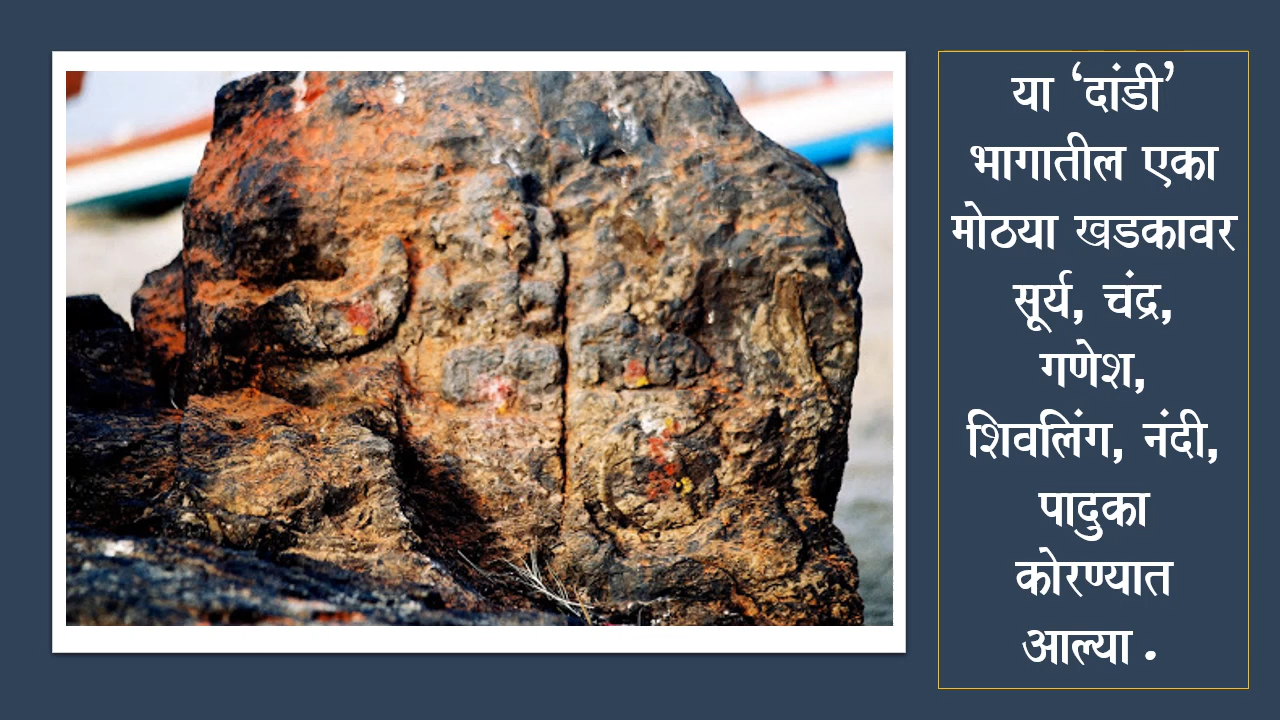 या ‘दांडी’
भागातील एका
मोठया खडकावर
सूर्य, चंद्र,
गणेश,
शिवलिंग, नंदी,
पादुका
कोरण्यात
आल्या .